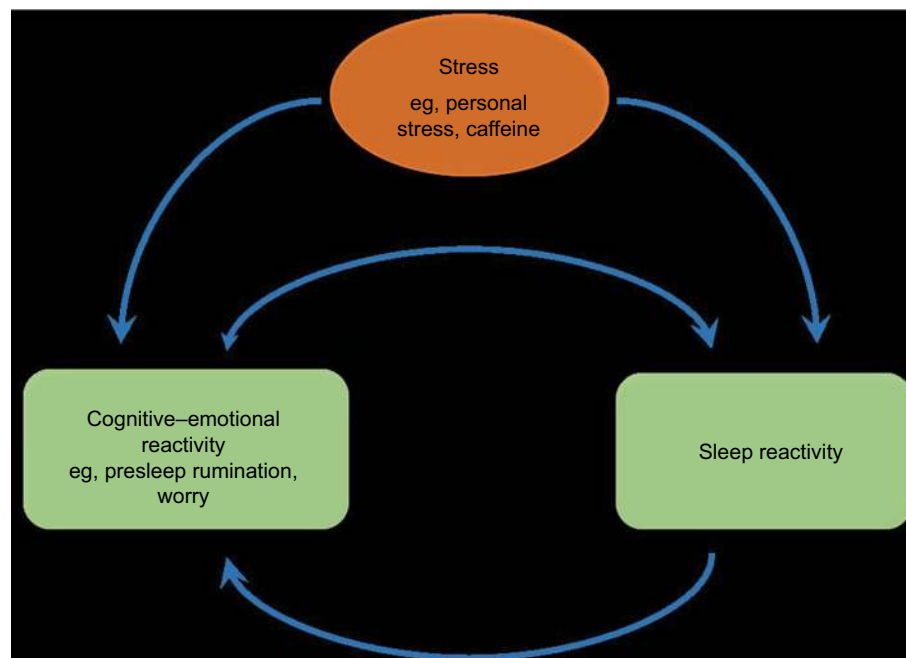 Stress
eg, personal
stress, caffeine
Cognitive–emotional
reactivity
eg, presleep rumination,
worry
Sleep reactivity